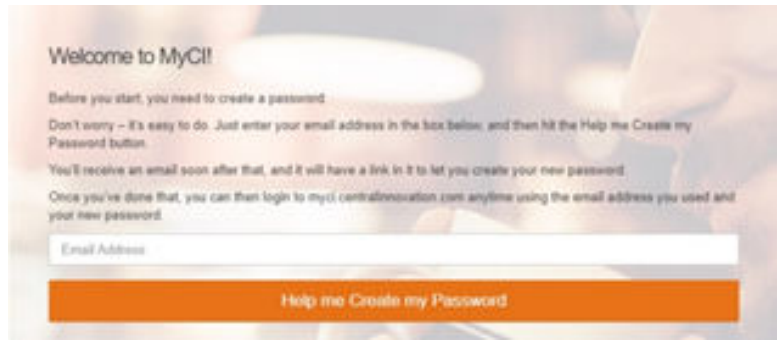 Welcome to MyCI!
Before you start, you need to create a password
Don't worry – it's easy to do. Just enter your email address in the box below, and then hit the Help me Create my
Password button.
You'll receive an email soon after that, and it will have a link in it to let you create your new password.
Once you've done that, you can then login to myci.centralinnovation.com anytime using the email address you used and
your new password.
Email Address
Help me Create my Password